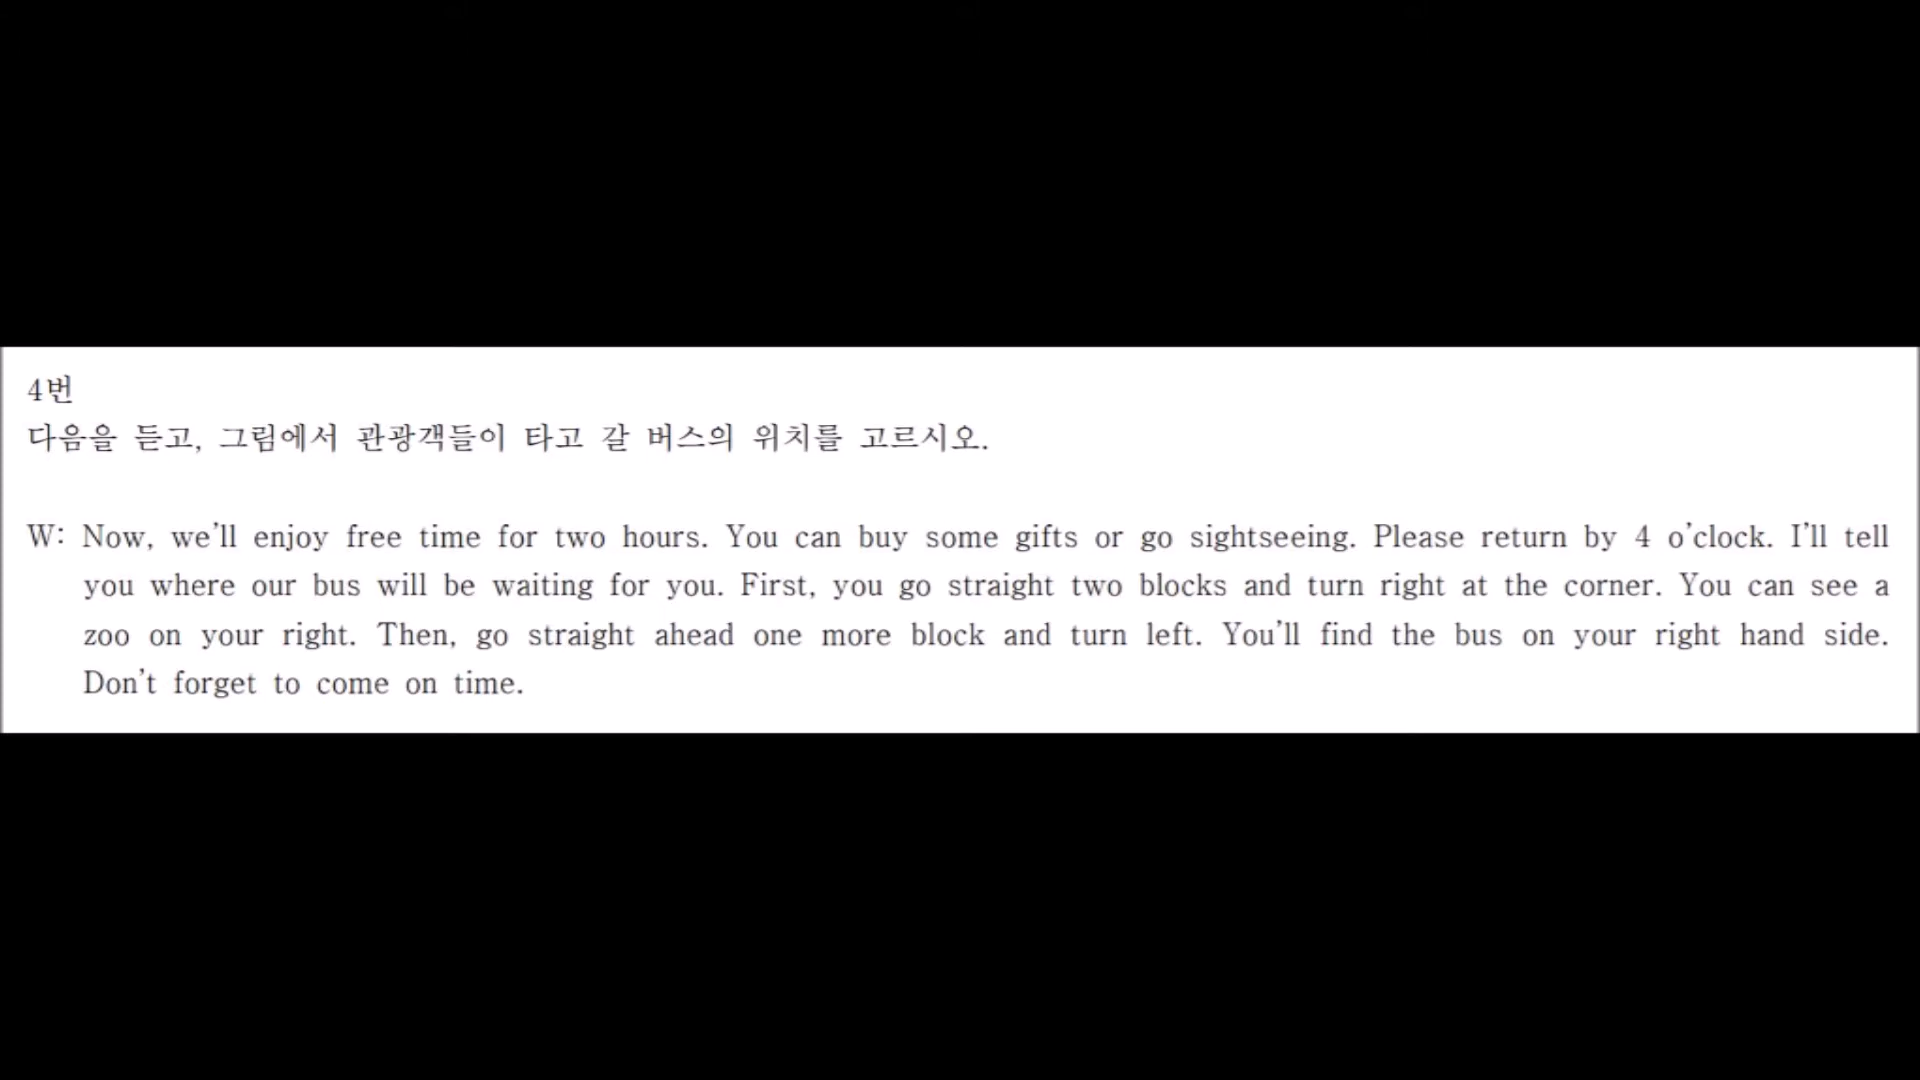 4번
다음을 듣고, 그림에서 관광객들이 타고 갈 버스의 위치를 고르시오.
W: Now, we’ll enjoy free time for two hours. You can buy some gifts or go sightseeing. Please return by 4 o’clock. I’ll tell
you where our bus will be waiting for you. First, you go straight two blocks and turn right at the corner. You can see a
zoo on your right. Then, go straight ahead one more block and turn left. You’ll find the bus on your right hand side.
Don’t forget to come on time.